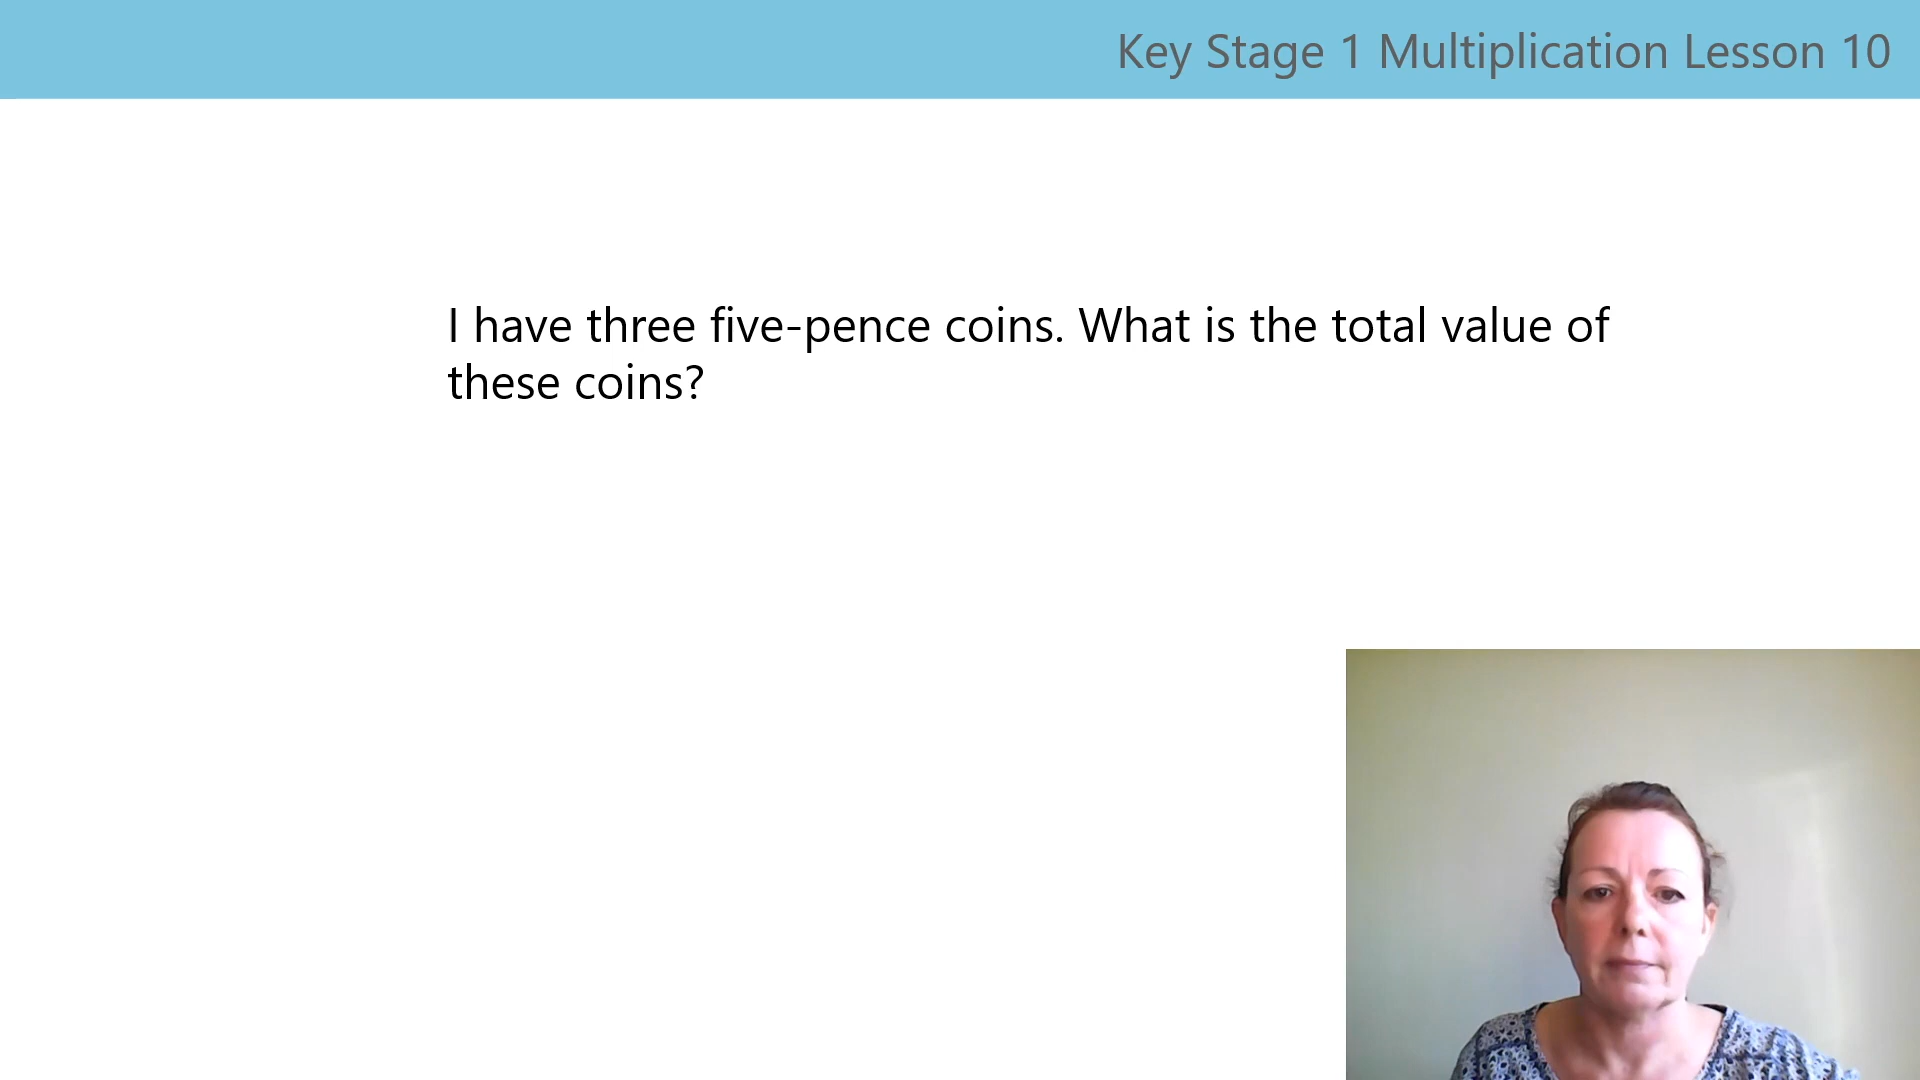 Key Stage 1 Multiplication Lesson 10
I have three five-pence coins. What is the total value of
these coins?